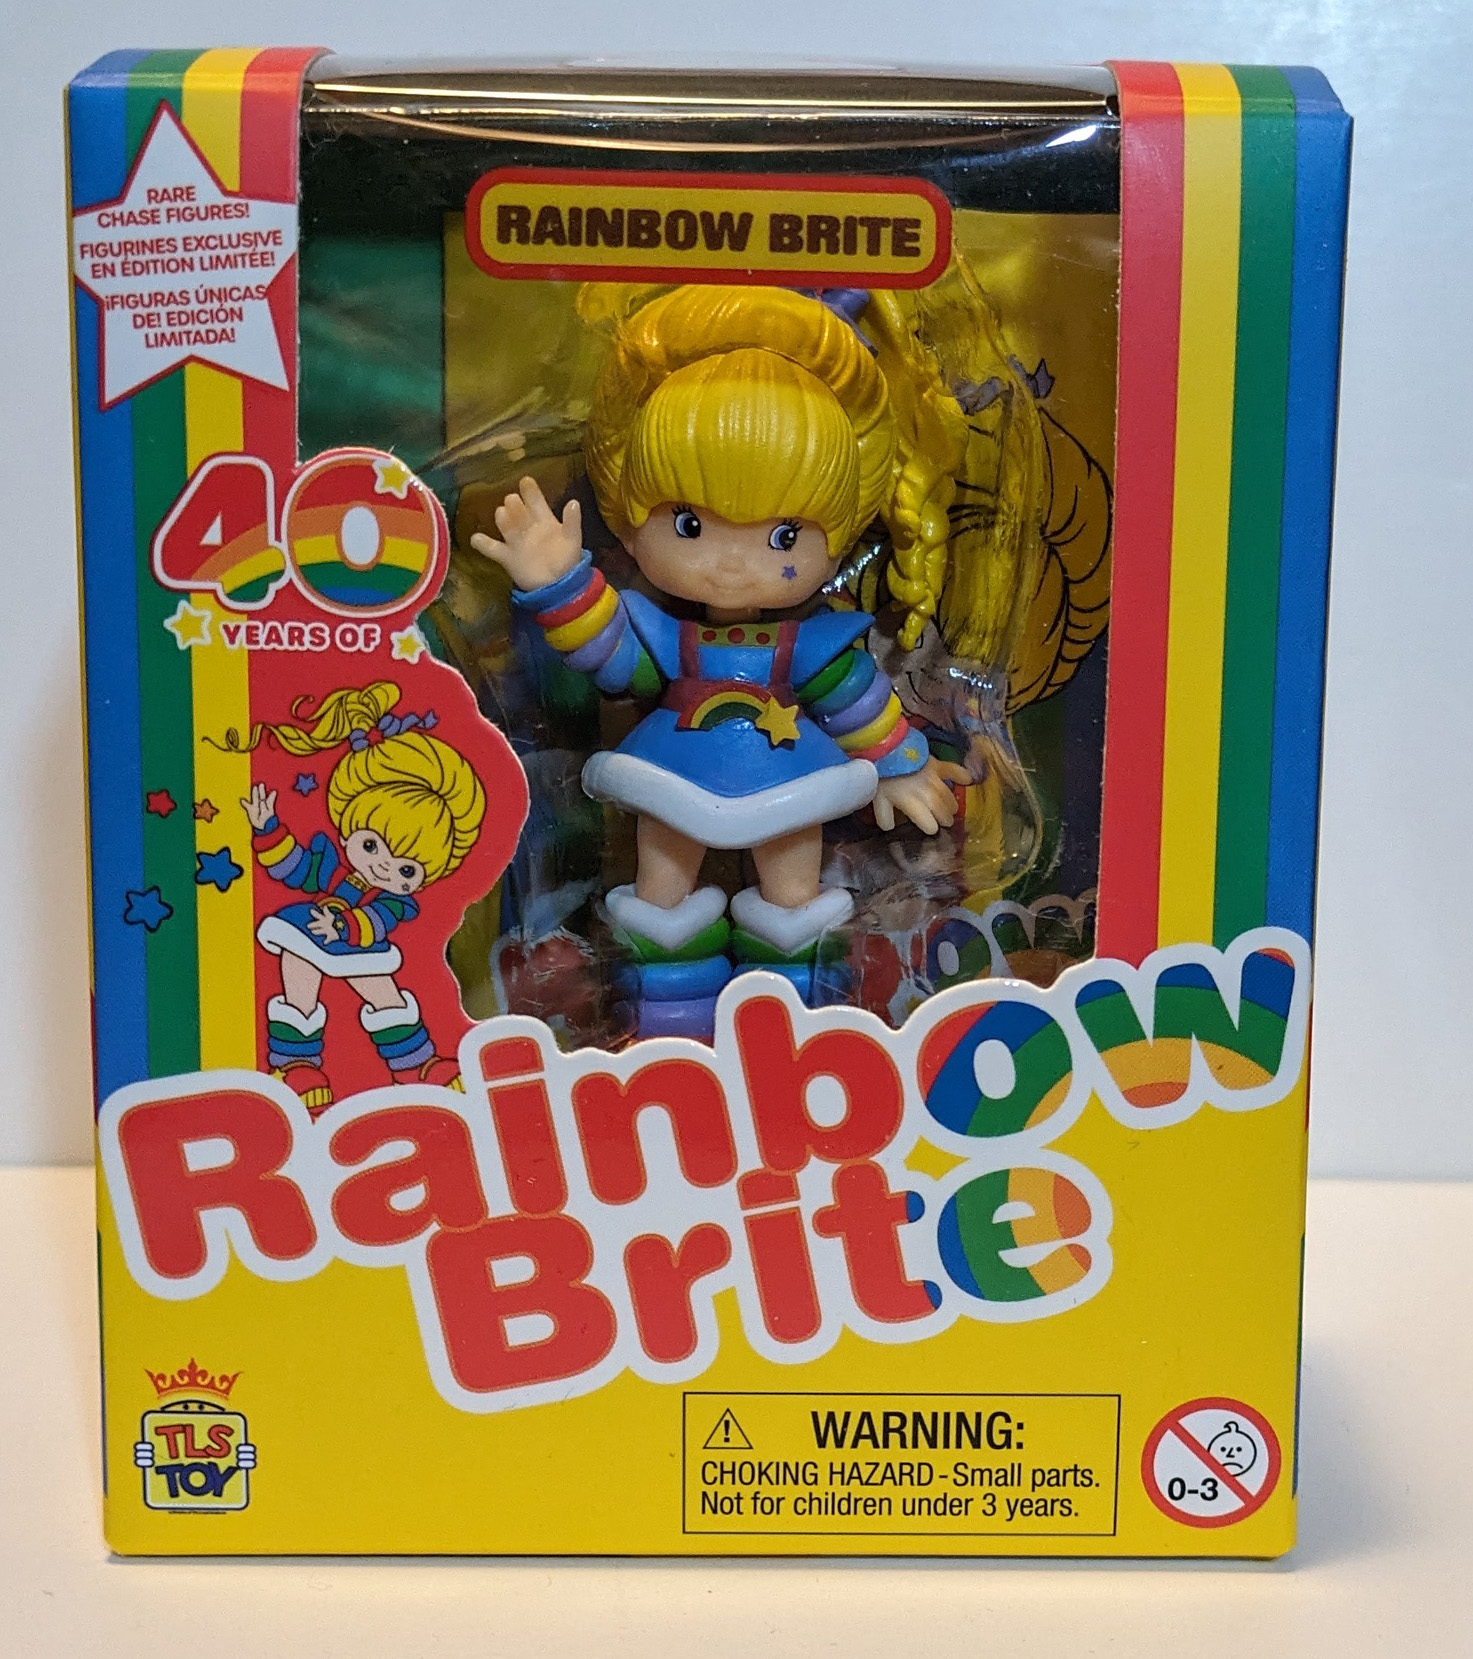 RARE
CHASE FIGURES!
FIGURINES EXCLUSIVE
EN ÉDITION LIMITÉE!
¡FIGURAS ÚNICAS
DE! EDICIÓN
LIMITADA!
RAINBOW BRITE
40
YEARS OF
Rainbow
Brite
TLS
TOY
WARNING:
CHOKING HAZARD - Small parts.
Not for children under 3 years.
0-3